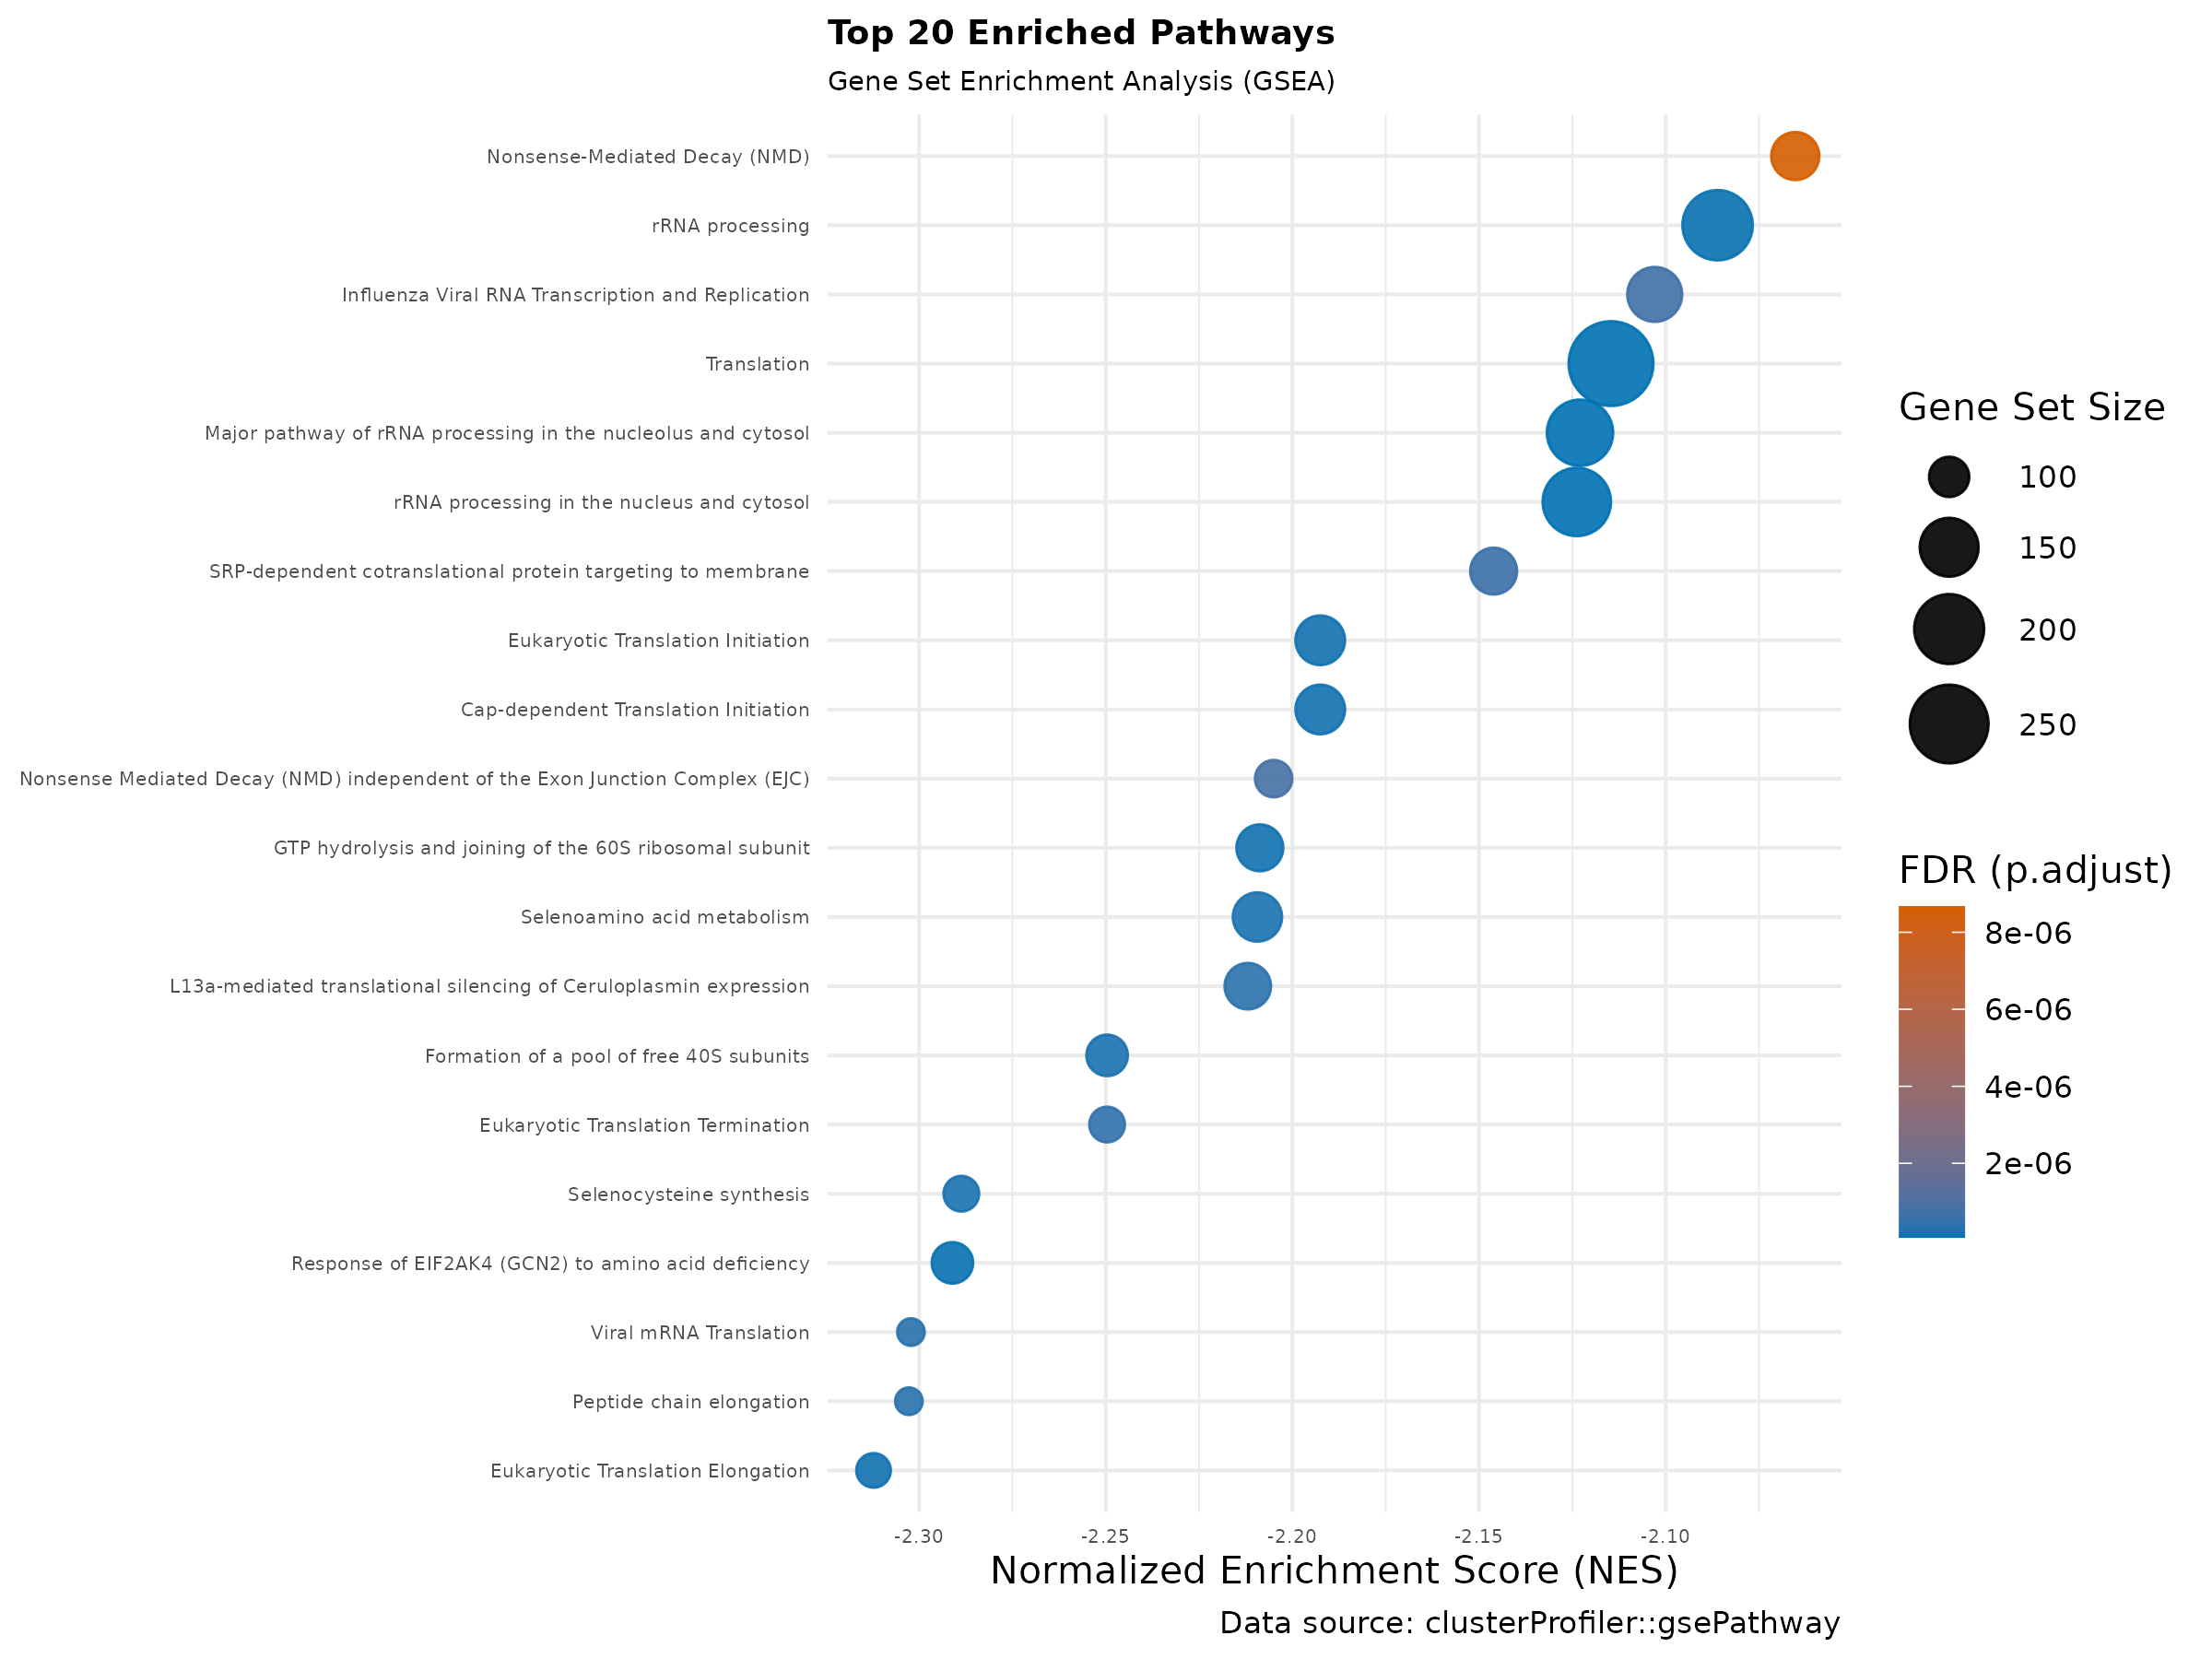 Top 20 Enriched Pathways
Gene Set Enrichment Analysis (GSEA)
Nonsense-Mediated Decay (NMD)
rRNA processing
Influenza Viral RNA Transcription and Replication
Translation
Major pathway of rRNA processing in the nucleolus and cytosol
rRNA processing in the nucleus and cytosol
SRP-dependent cotranslational protein targeting to membrane
Eukaryotic Translation Initiation
Cap-dependent Translation Initiation
Nonsense Mediated Decay (NMD) independent of the Exon Junction Complex (EJC)
GTP hydrolysis and joining of the 60S ribosomal subunit
Selenoamino acid metabolism
L13a-mediated translational silencing of Ceruloplasmin expression
Formation of a pool of free 40S subunits
Eukaryotic Translation Termination
Selenocysteine synthesis
Response of EIF2AK4 (GCN2) to amino acid deficiency
Viral mRNA Translation
Peptide chain elongation
Eukaryotic Translation Elongation
-2.30 -2.25 -2.20 -2.15 -2.10
Normalized Enrichment Score (NES)
Data source: clusterProfiler::gsePathway
Gene Set Size
100
150
200
250
FDR (p.adjust)
8e-06
6e-06
4e-06
2e-06